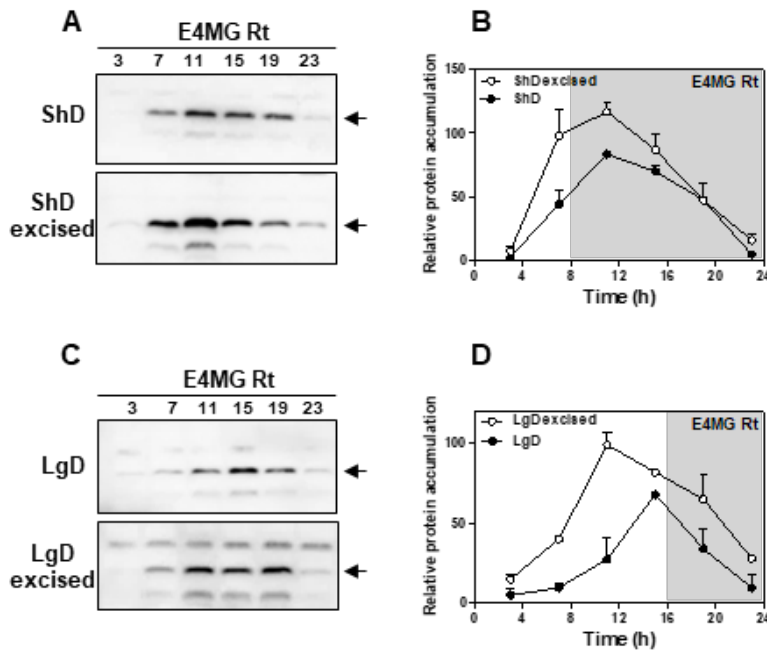 A
E4MG Rt
3 7 11 15 19 23
ShD
ShD
excised
B
Relative protein accumulation
150
100
50
0
ShDexcised
ShD
E4MG Rt
0 4 8 12 16 20 24
Time (h)
C
E4MG Rt
3 7 11 15 19 23
LgD
LgD
excised
D
Relative protein accumulation
100
50
0
LgDexcised
LgD
E4MG Rt
0 4 8 12 16 20 24
Time (h)